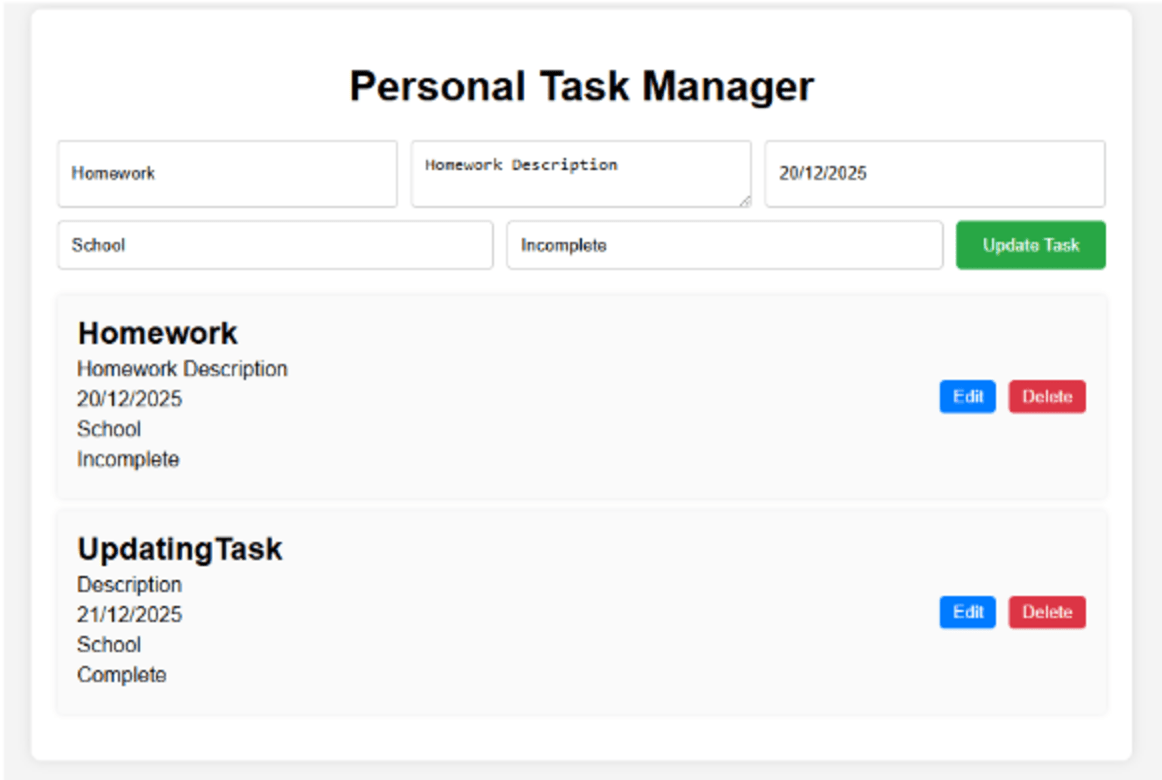 Personal Task Manager
Homework
Homework Description
20/12/2025
School
Incomplete
Update Task
Homework
Homework Description
20/12/2025
School
Incomplete
Edit
Delete
UpdatingTask
Description
21/12/2025
School
Complete
Edit
Delete